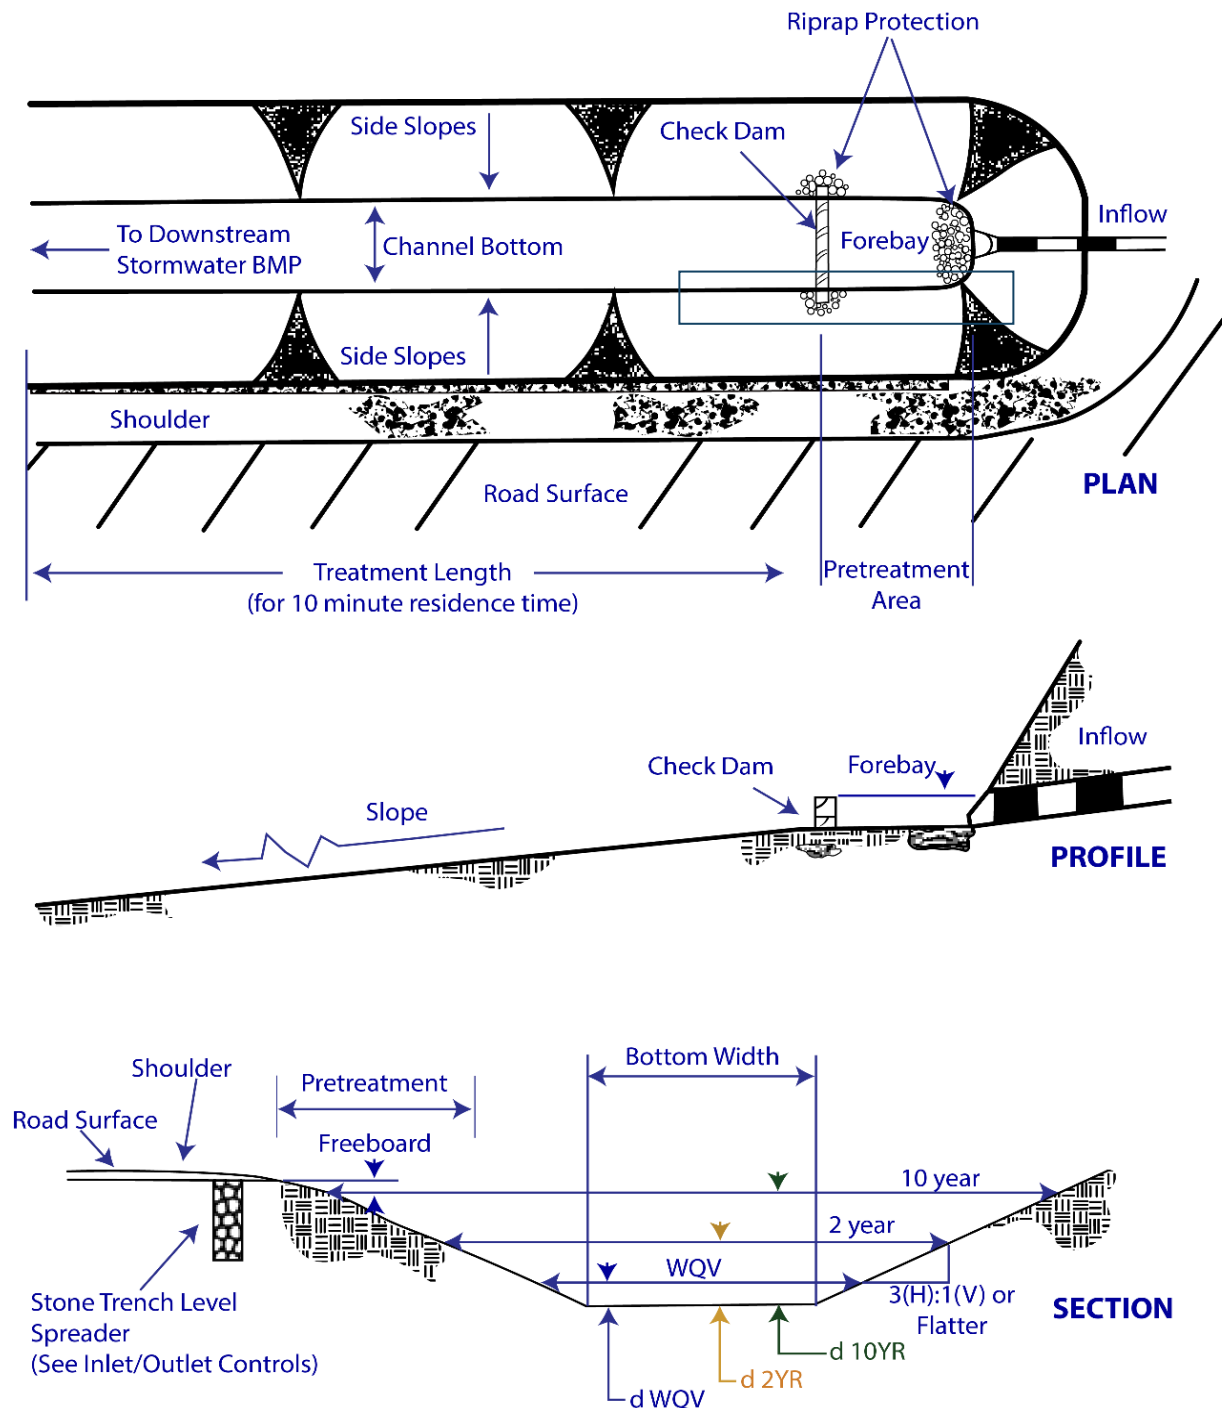 Riprap Protection
Side Slopes
Check Dam
Inflow
To Downstream
Stormwater BMP
Channel Bottom
Forebay
Side Slopes
Shoulder
Road Surface
PLAN
Treatment Length
(for 10 minute residence time)
Pretreatment
Area
Inflow
Check Dam
Forebay
Slope
PROFILE
Shoulder
Bottom Width
Pretreatment
Road Surface
Freeboard
10 year
2 year
WQV
3(H):1(V) or
Flatter
Stone Trench Level
Spreader
(See Inlet/Outlet Controls)
SECTION
d 10YR
d 2YR
d WQV